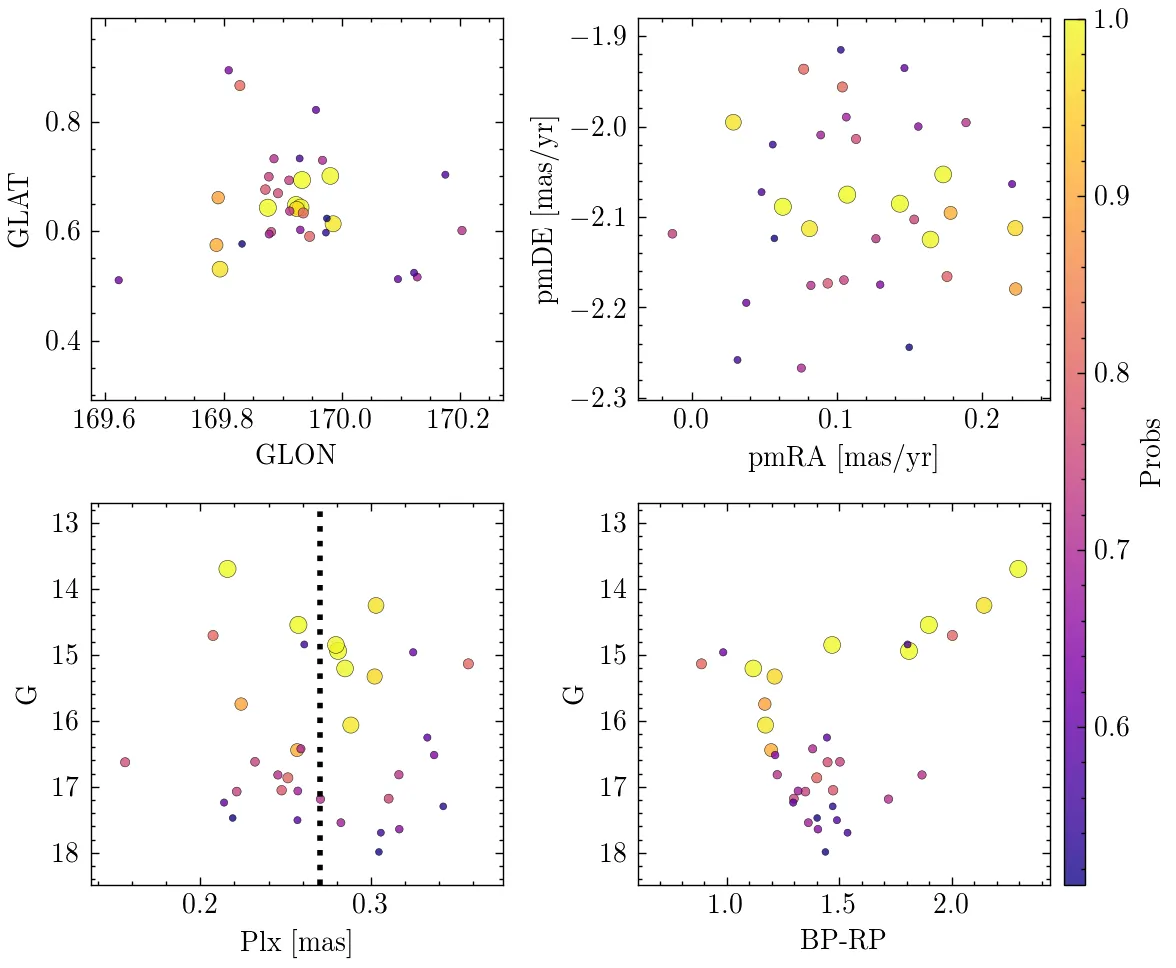 GLAT
0.8
0.6
0.4
169.6 169.8 170.0 170.2
GLON
pmDE [mas/yr]
−1.9
−2.0
−2.1
−2.2
−2.3
0.0 0.1 0.2
pmRA [mas/yr]
1.0
0.9
0.8
0.7
0.6
Probs
G
13
14
15
16
17
18
0.2 0.3
Plx [mas]
G
13
14
15
16
17
18
1.0 1.5 2.0
BP-RP